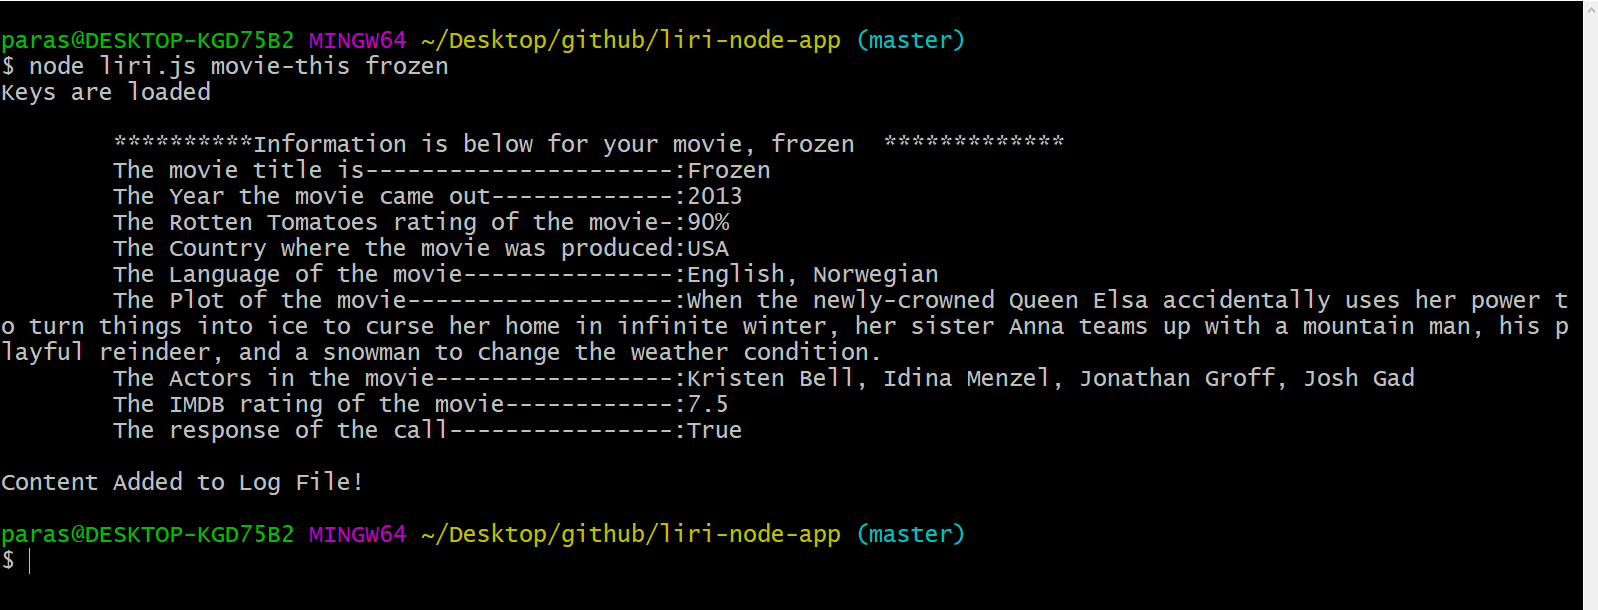 paras@DESKTOP-KGD75B2 MINGW64 ~/Desktop/github/liri-node-app (master)
$ node liri.js movie-this frozen
Keys are loaded
**********Information is below for your movie, frozen  *************
The movie title is----------------------:Frozen
The Year the movie came out-------------:2013
The Rotten Tomatoes rating of the movie-:90%
The Country where the movie was produced:USA
The Language of the movie---------------:English, Norwegian
The Plot of the movie-------------------:When the newly-crowned Queen Elsa accidentally uses her power t
o turn things into ice to curse her home in infinite winter, her sister Anna teams up with a mountain man, his p
layful reindeer, and a snowman to change the weather condition.
The Actors in the movie-----------------:Kristen Bell, Idina Menzel, Jonathan Groff, Josh Gad
The IMDB rating of the movie------------:7.5
The response of the call----------------:True
Content Added to Log File!
paras@DESKTOP-KGD75B2 MINGW64 ~/Desktop/github/liri-node-app (master)
$